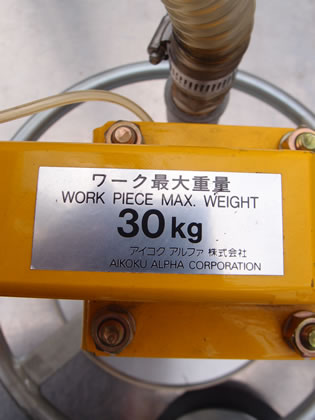 ワーク最大重量
WORK PIECE MAX. WEIGHT
30kg
アイコク アルファ 株式会社
AIKOKU ALPHA CORPORATION